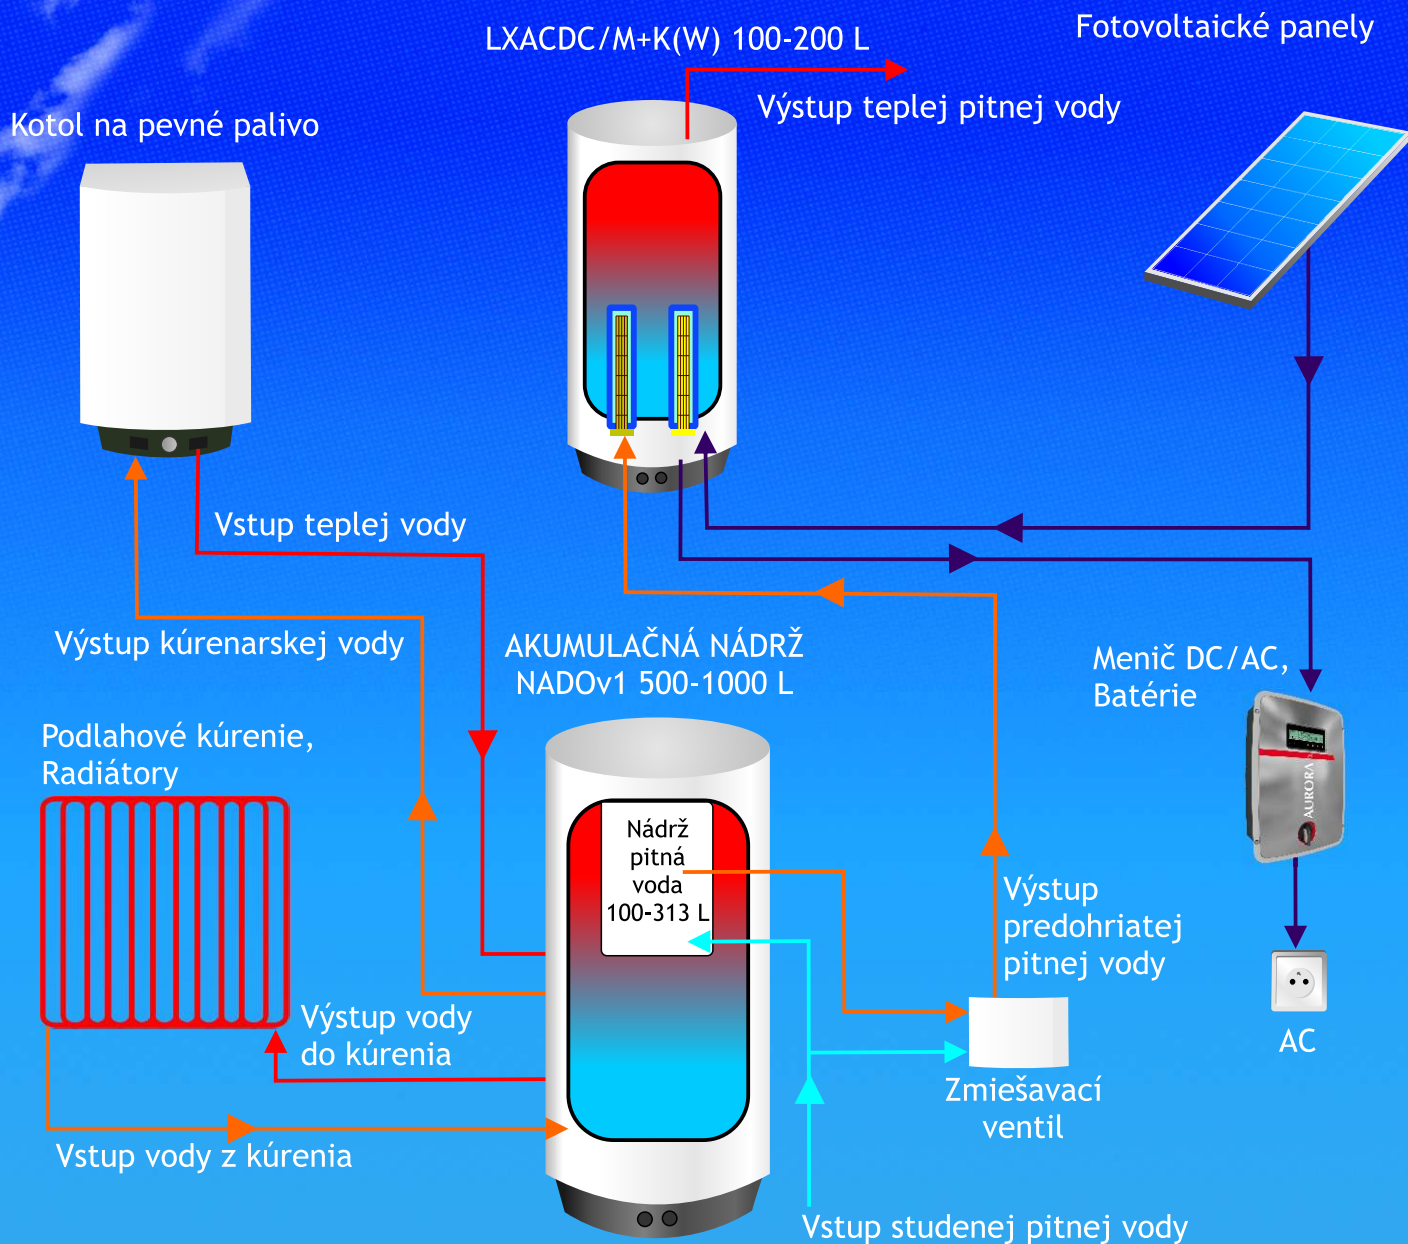 LXACDC/M+K(W) 100-200 L
Fotovoltaické panely
Výstup teplej pitnej vody
Kotol na pevné palivo
Vstup teplej vody
Výstup kúrenarskej vody
AKUMULAČNÁ NÁDRŽ
NADOv1 500-1000 L
Menič DC/AC,
Batérie
Podlahové kúrenie,
Radiátory
AURORA
Nádrž
pitná
voda
100-313 L
Výstup
predohriatej
pitnej vody
Výstup vody
do kúrenia
AC
Zmiešavací
ventil
Vstup vody z kúrenia
Vstup studenej pitnej vody